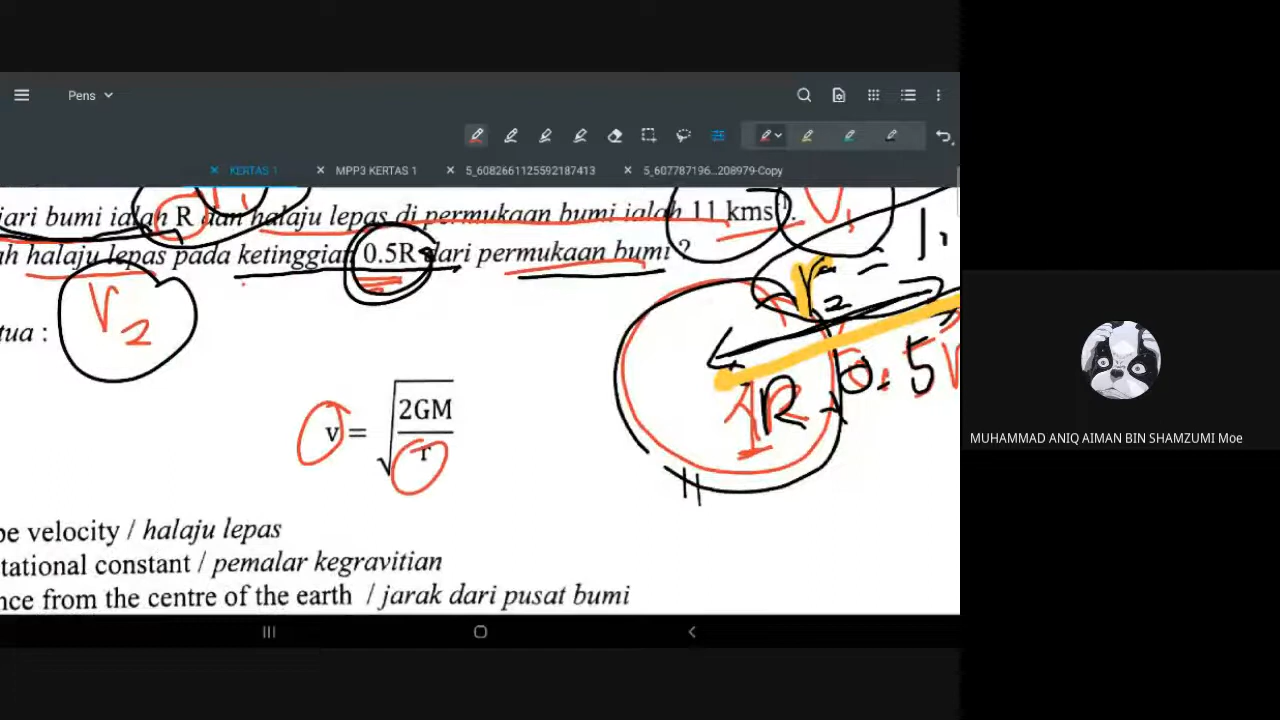 Pens
KERTAS 1
MPP3 KERTAS 1
5_6082661125592187413
5_607787196...208979-Copy
jari bumi ialah R dan halaju lepas di permukaan bumi ialah 11 kms⁻¹.
V₁
ah halaju lepas pada ketinggian 0.5R dari permukaan bumi ?
r₂ = 1.
V₂
tua :
R
0.5
v = √(2GM/r)
pe velocity / halaju lepas
tational constant / pemalar kegravitian
nce from the centre of the earth / jarak dari pusat bumi
MUHAMMAD ANIQ AIMAN BIN SHAMZUMI Moe